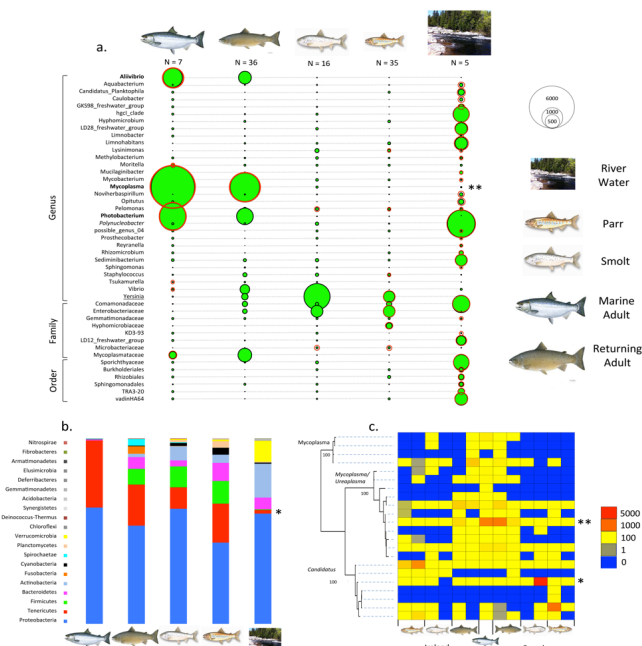 a.
N = 7 N = 36 N = 16 N = 35 N = 5
Genus
Aliivibrio
Aquabacterium
Candidatus_Planktophila
Caulobacter
GKS98_freshwater_group
hgcI_clade
Hyphomicrobium
LD28_freshwater_group
Limnobacter
Limnohabitans
Lysinimonas
Methylobacterium
Moritella
Mucilaginibacter
Mycobacterium
Mycoplasma **
Noviherbaspirillum
Opitutus
Pelomonas
Photobacterium
Polynucleobacter
possible_genus_04
Prosthecobacter
Reyranella
Rhizomicrobium
Sediminibacterium
Sphingomonas
Staphylococcus
Tsukamurella
Vibrio
Yersinia
Family
Comamonadaceae
Enterobacteriaceae
Gemmatimonadaceae
Hyphomicrobiaceae
KD3-93
LD12_freshwater_group
Microbacteriaceae
Mycoplasmataceae
Order
Sporichthyaceae
Burkholderiales
Rhizobiales
Sphingomonadales
TRA3-20
vadinHA64
6000
1000
500
River
Water
Parr
Smolt
Marine
Adult
Returning
Adult
b.
Nitrospirae
Fibrobacteres
Armatimonadetes
Elusimicrobia
Deferribacteres
Gemmatimonadetes
Acidobacteria
Synergistetes
Deinococcus-Thermus
Chloroflexi
Verrucomicrobia
Planctomycetes
Spirochaetae
Cyanobacteria
Fusobacteria
Actinobacteria
Bacteroidetes
Firmicutes
Tenericutes
Proteobacteria
*
c.
Mycoplasma
100
Mycoplasma/
Ureaplasma
100
Candidatus
100
**
*
5000
1000
100
1
0